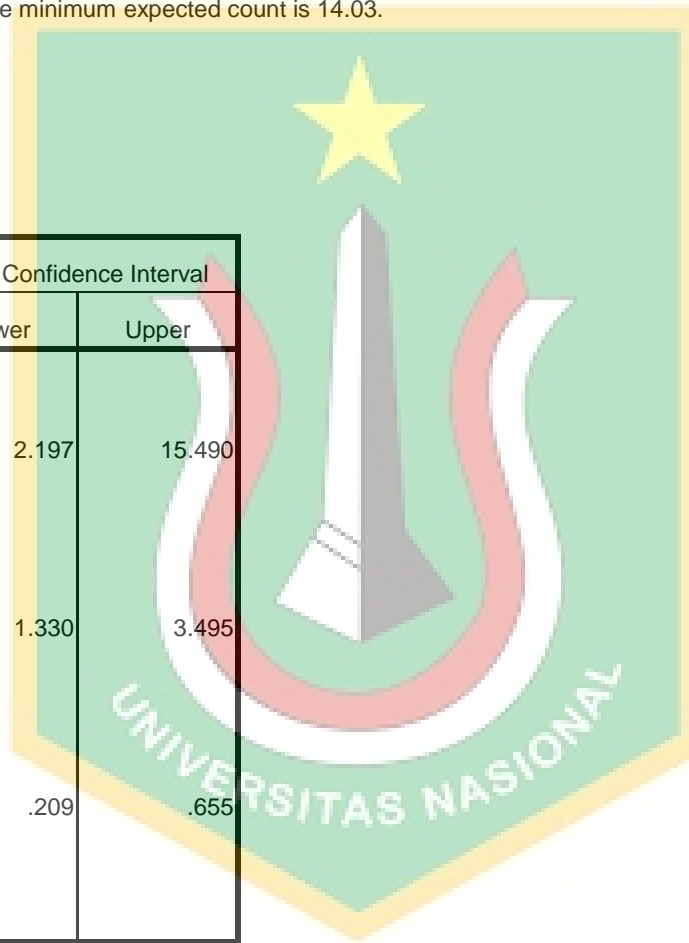 e minimum expected count is 14.03.
Confidence Interval
wer Upper
2.197 15.490
1.330 3.495
.209 .655
UNIVERSITAS NASIONAL